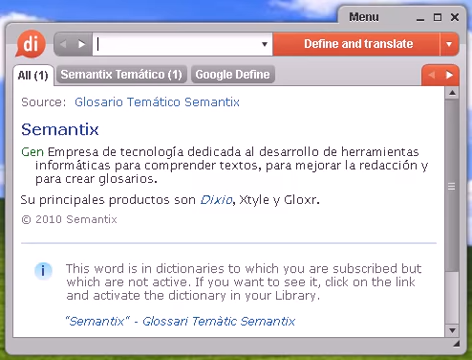 Menu
di
Define and translate
All (1) Semantix Temático (1) Google Define
Source: Glosario Temático Semantix
Semantix
Gen Empresa de tecnología dedicada al desarrollo de herramientas
informáticas para comprender textos, para mejorar la redacción y
para crear glosarios.
Su principales productos son Dixio, Xtyle y Gloxr.
© 2010 Semantix
i
This word is in dictionaries to which you are subscribed but
which are not active. If you want to see it, click on the link
and activate the dictionary in your Library.
"Semantix" - Glossari Temàtic Semantix